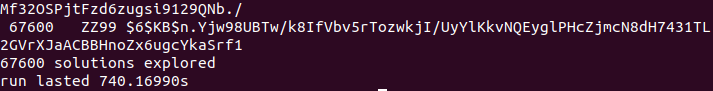 Mf32OSPjtFzd6zugsi9129QNb./
67600   ZZ99 $6$KB$n.Yjw98UBTw/k8IfVbv5rTozwkjI/UyYlKkvNQEyglPHcZjmcN8dH7431TL
2GVrXJaACBBHnoZx6ugcYkaSrf1
67600 solutions explored
run lasted 740.16990s